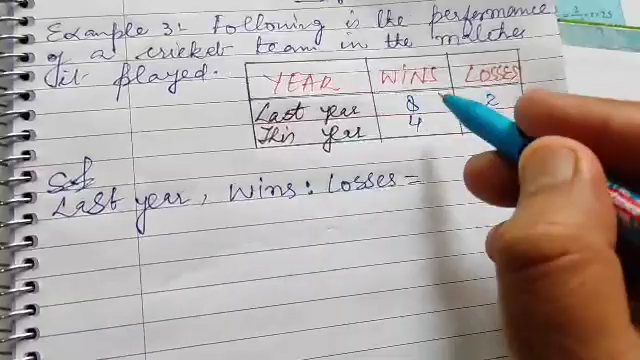 Example 3:- Following is the performance
of a cricket team in the matches
it played.
YEAR WINS LOSSES
Last year 8 2
This year 4
Sol
Last year, Wins : Losses =